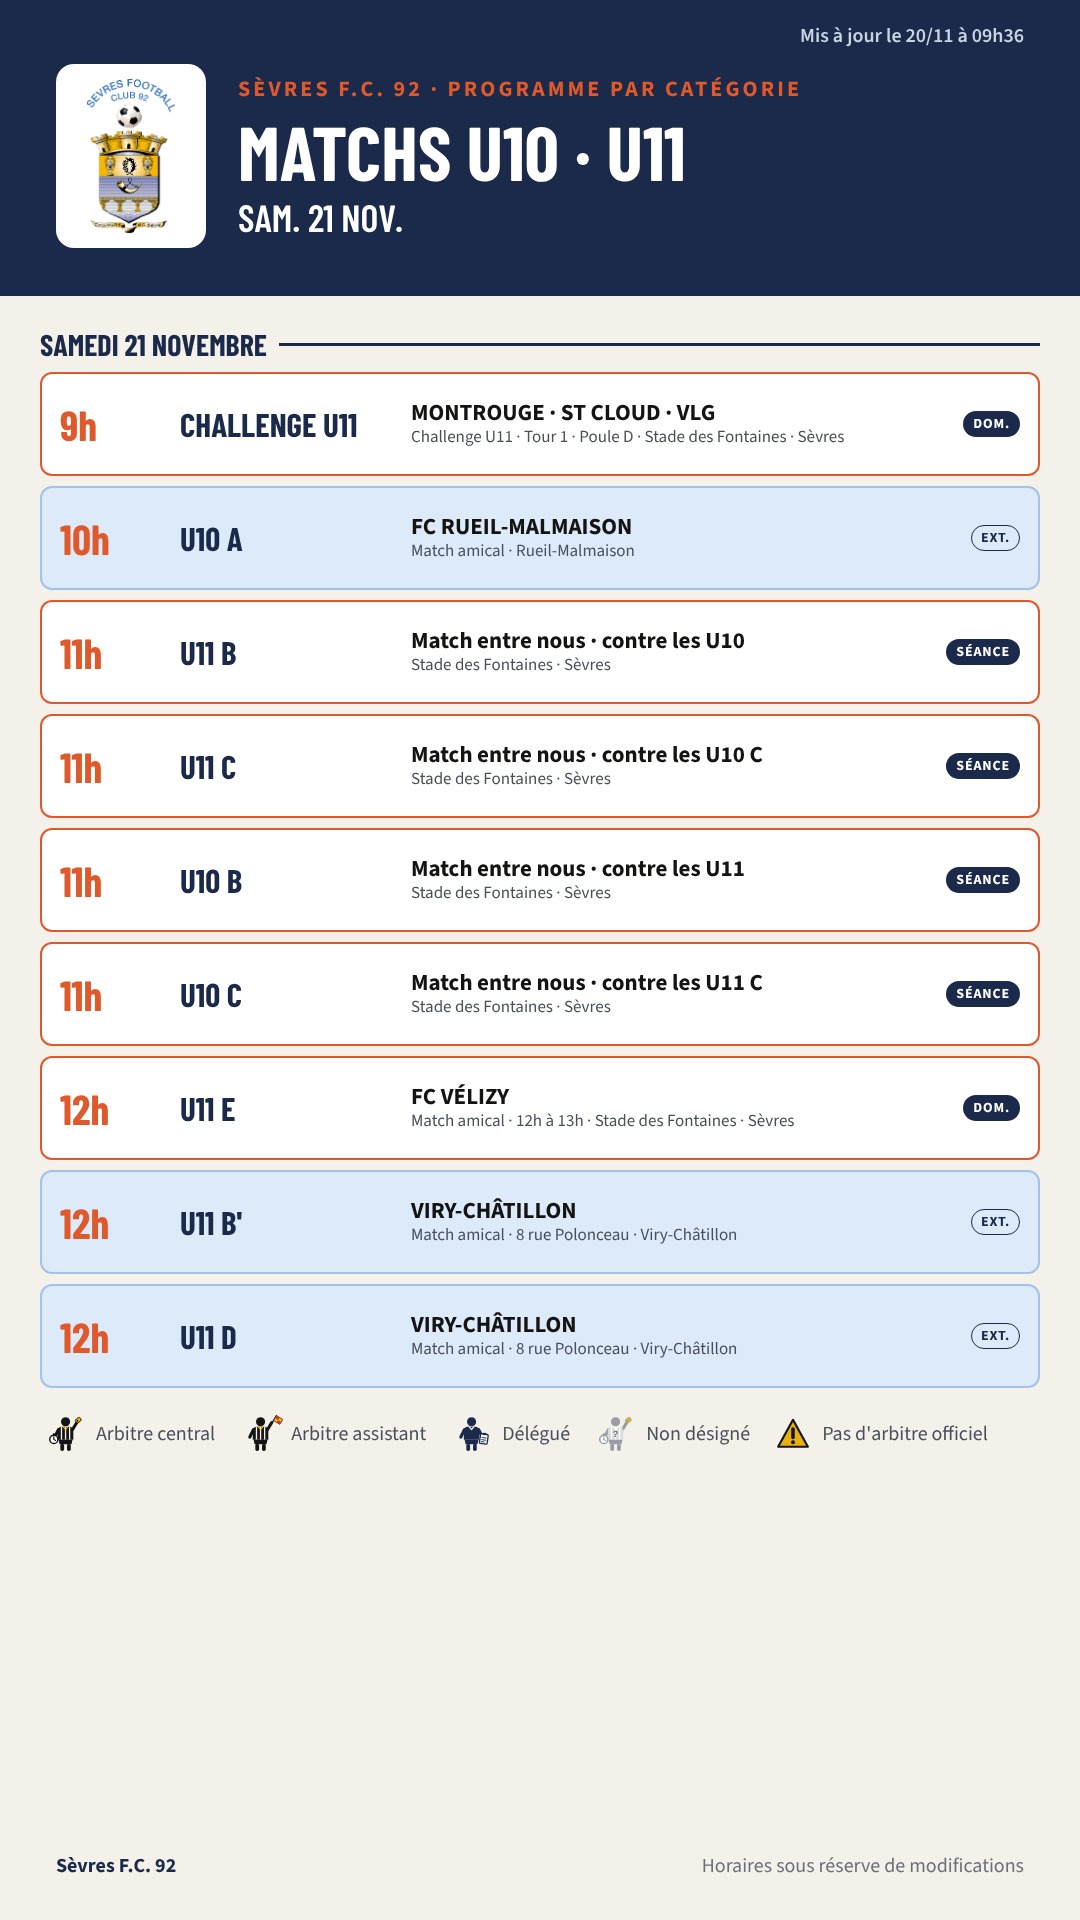 Mis à jour le 20/11 à 09h36
SEVRES FOOTBALL
CLUB 92
SÈVRES F.C. 92 · PROGRAMME PAR CATÉGORIE
MATCHS U10 · U11
SAM. 21 NOV.
SAMEDI 21 NOVEMBRE
9h CHALLENGE U11 MONTROUGE · ST CLOUD · VLG DOM.
Challenge U11 · Tour 1 · Poule D · Stade des Fontaines · Sèvres
10h U10 A FC RUEIL-MALMAISON EXT.
Match amical · Rueil-Malmaison
11h U11 B Match entre nous · contre les U10 SÉANCE
Stade des Fontaines · Sèvres
11h U11 C Match entre nous · contre les U10 C SÉANCE
Stade des Fontaines · Sèvres
11h U10 B Match entre nous · contre les U11 SÉANCE
Stade des Fontaines · Sèvres
11h U10 C Match entre nous · contre les U11 C SÉANCE
Stade des Fontaines · Sèvres
12h U11 E FC VÉLIZY DOM.
Match amical · 12h à 13h · Stade des Fontaines · Sèvres
12h U11 B' VIRY-CHÂTILLON EXT.
Match amical · 8 rue Polonceau · Viry-Châtillon
12h U11 D VIRY-CHÂTILLON EXT.
Match amical · 8 rue Polonceau · Viry-Châtillon
Arbitre central Arbitre assistant Délégué ? Non désigné Pas d'arbitre officiel
Sèvres F.C. 92 Horaires sous réserve de modifications